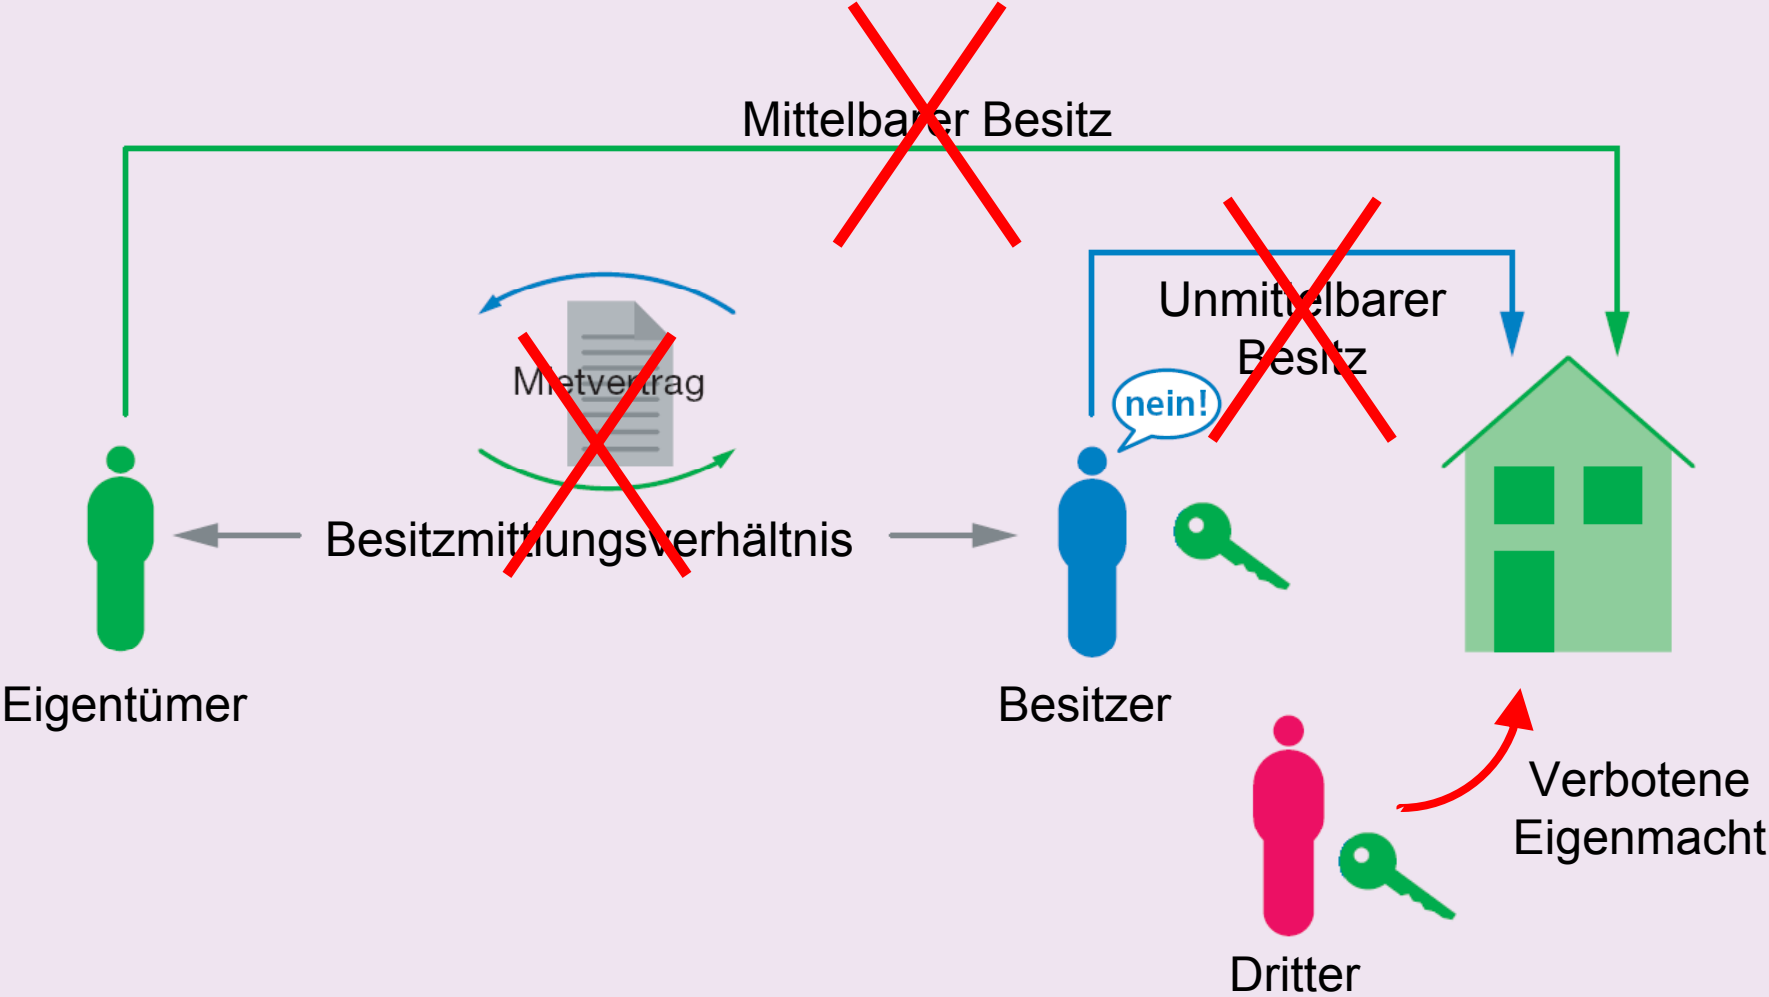 Mittelbarer Besitz
Unmittelbarer
Besitz
Mietvertrag
nein!
Besitzmittlungsverhältnis
Eigentümer
Besitzer
Verbotene
Eigenmacht
Dritter